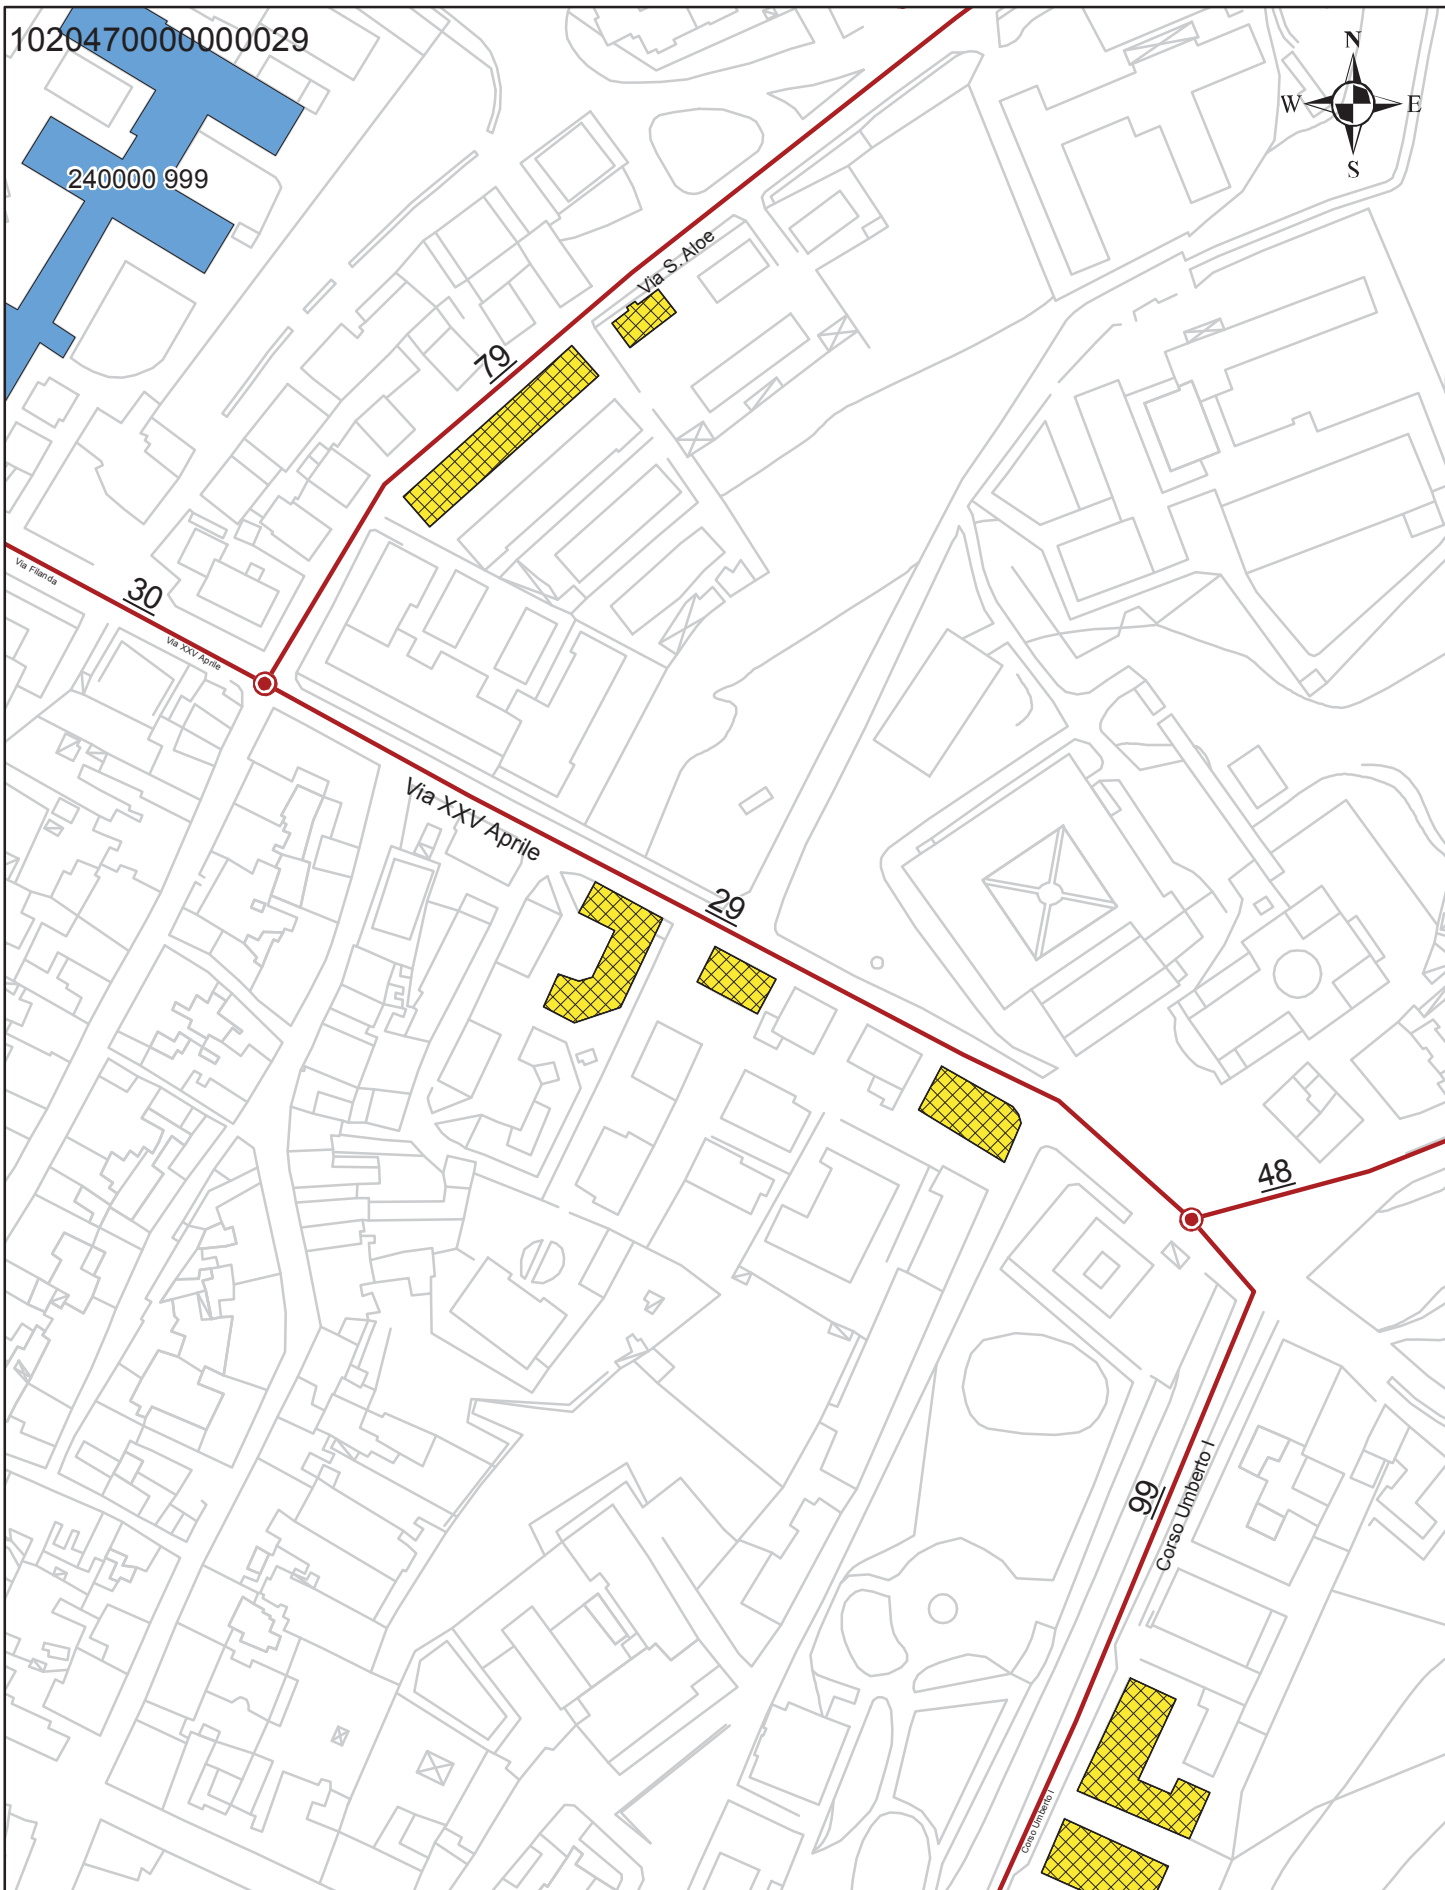 1020470000000029
N
W E
S
240000 999
Via S. Aloe
79
Via Filanda
30
Via XXV Aprile
Via XXV Aprile
29
48
99
Corso Umberto I
Corso Umberto I